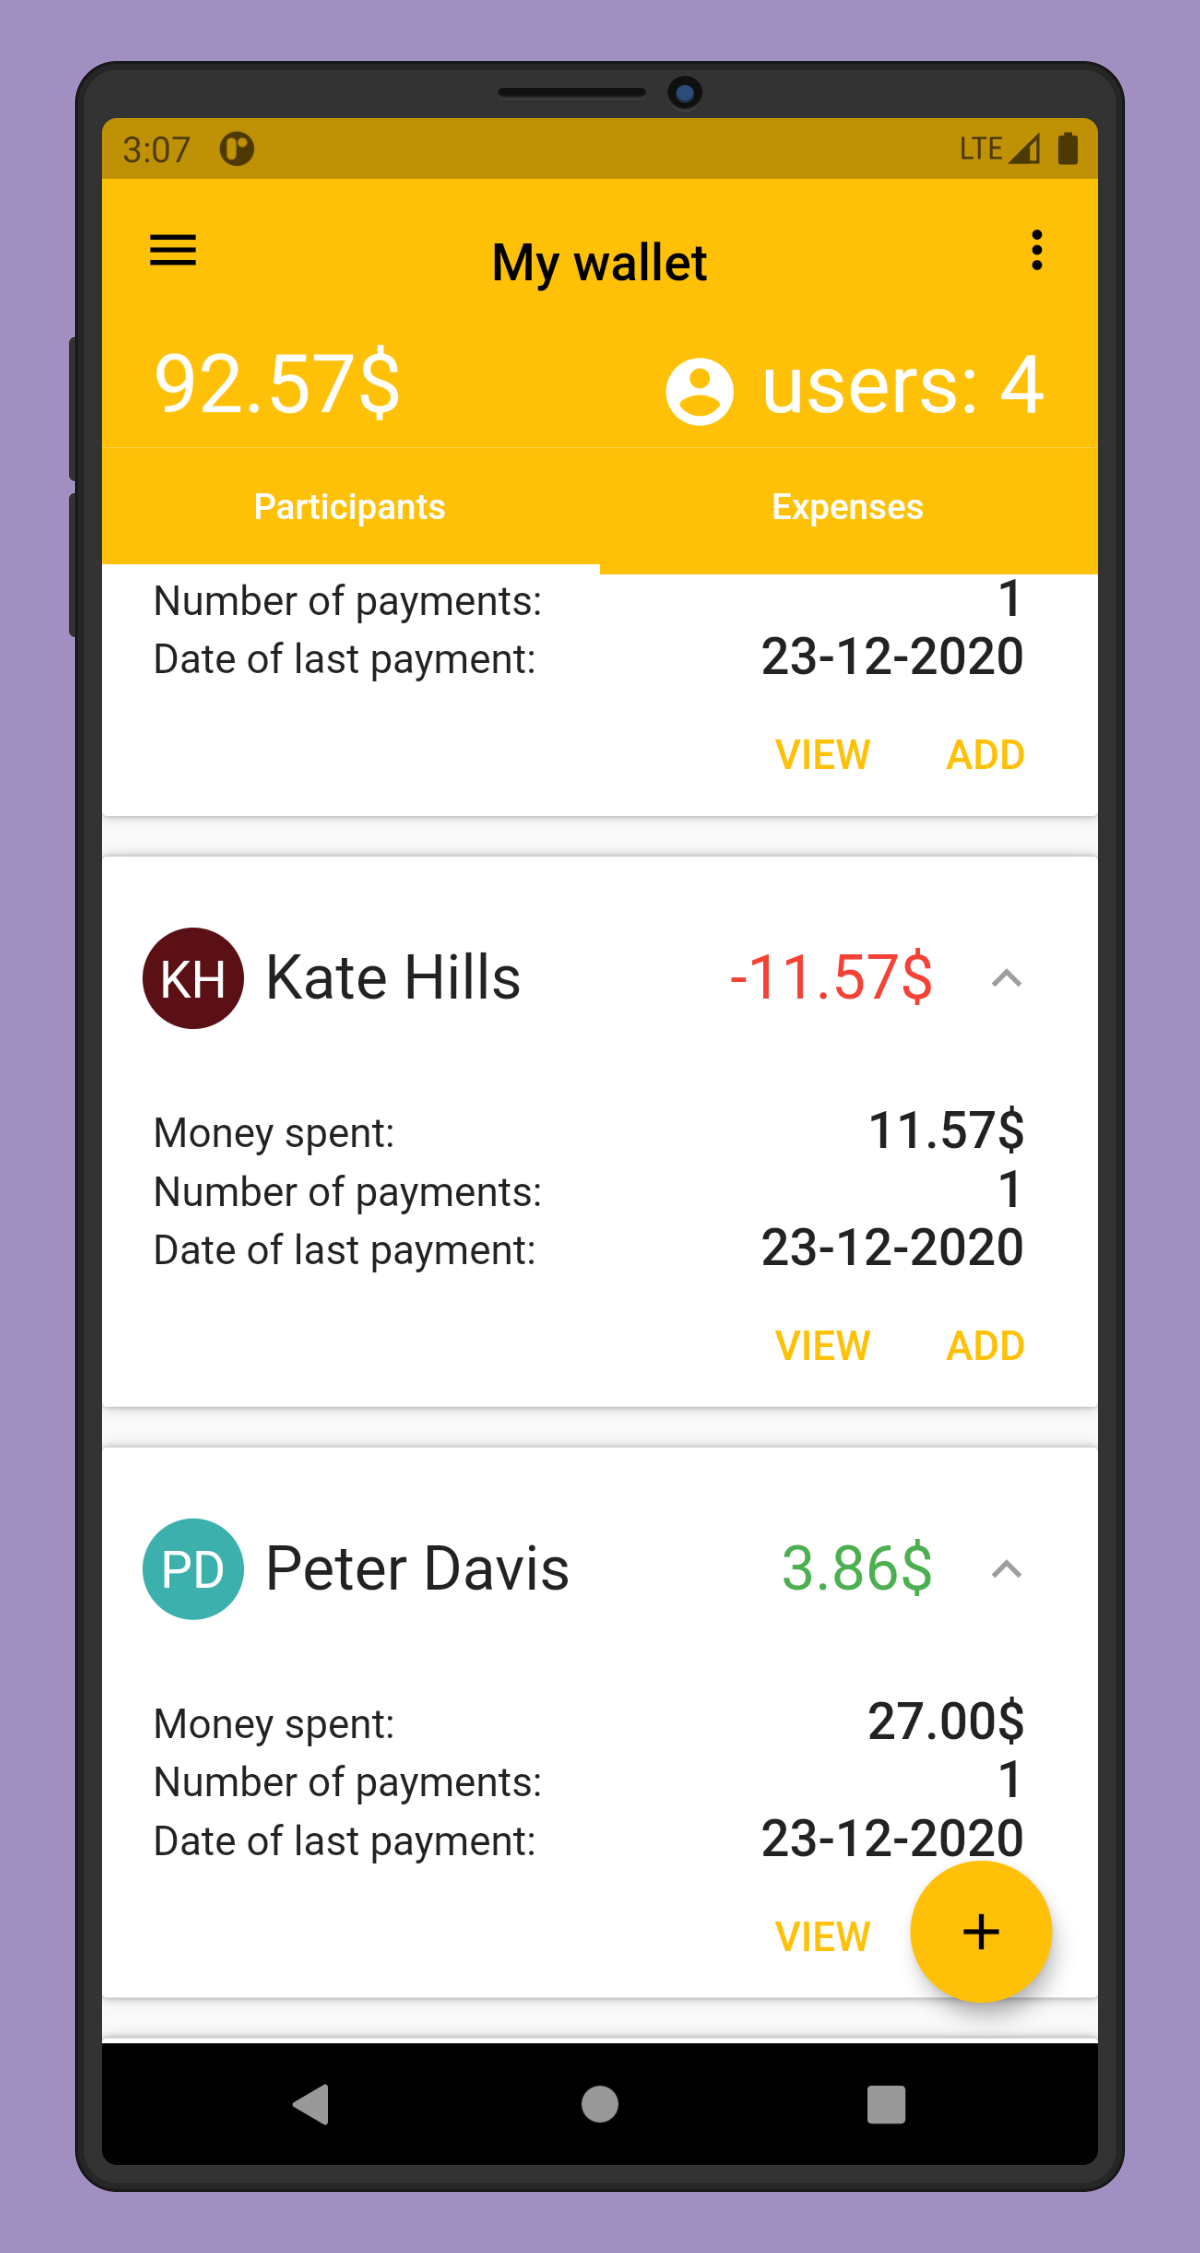 3:07 LTE
My wallet
92.57$ users: 4
Participants Expenses
Number of payments: 1
Date of last payment: 23-12-2020
VIEW ADD
KH Kate Hills -11.57$
Money spent: 11.57$
Number of payments: 1
Date of last payment: 23-12-2020
VIEW ADD
PD Peter Davis 3.86$
Money spent: 27.00$
Number of payments: 1
Date of last payment: 23-12-2020
VIEW